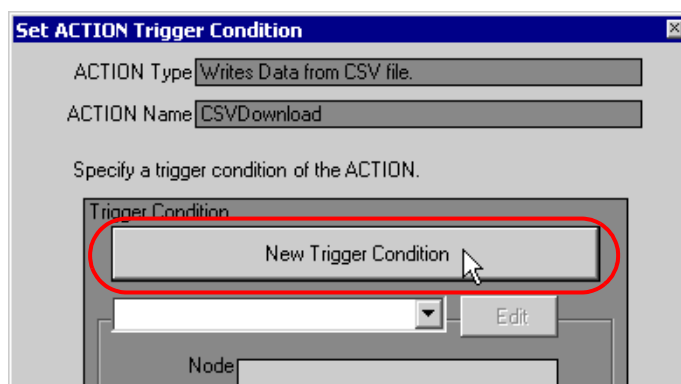 Set ACTION Trigger Condition
ACTION Type Writes Data from CSV file.
ACTION Name CSVDownload
Specify a trigger condition of the ACTION.
Trigger Condition
New Trigger Condition
Edit
Node